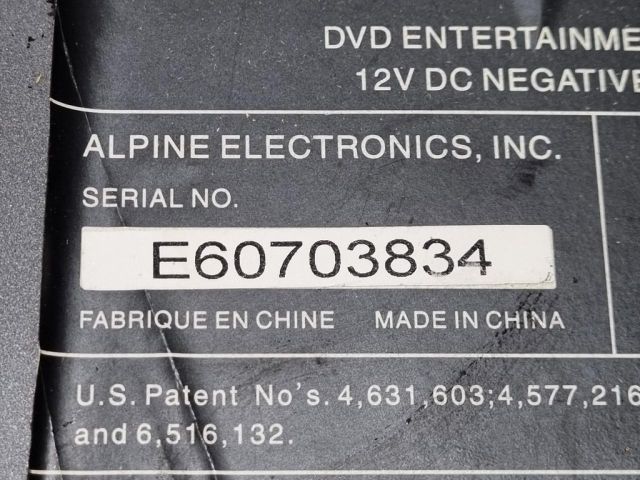 DVD ENTERTAINME
12V DC NEGATIVE
ALPINE ELECTRONICS, INC.
SERIAL NO.
E60703834
FABRIQUE EN CHINE MADE IN CHINA
U.S. Patent No's. 4,631,603;4,577,216
and 6,516,132.